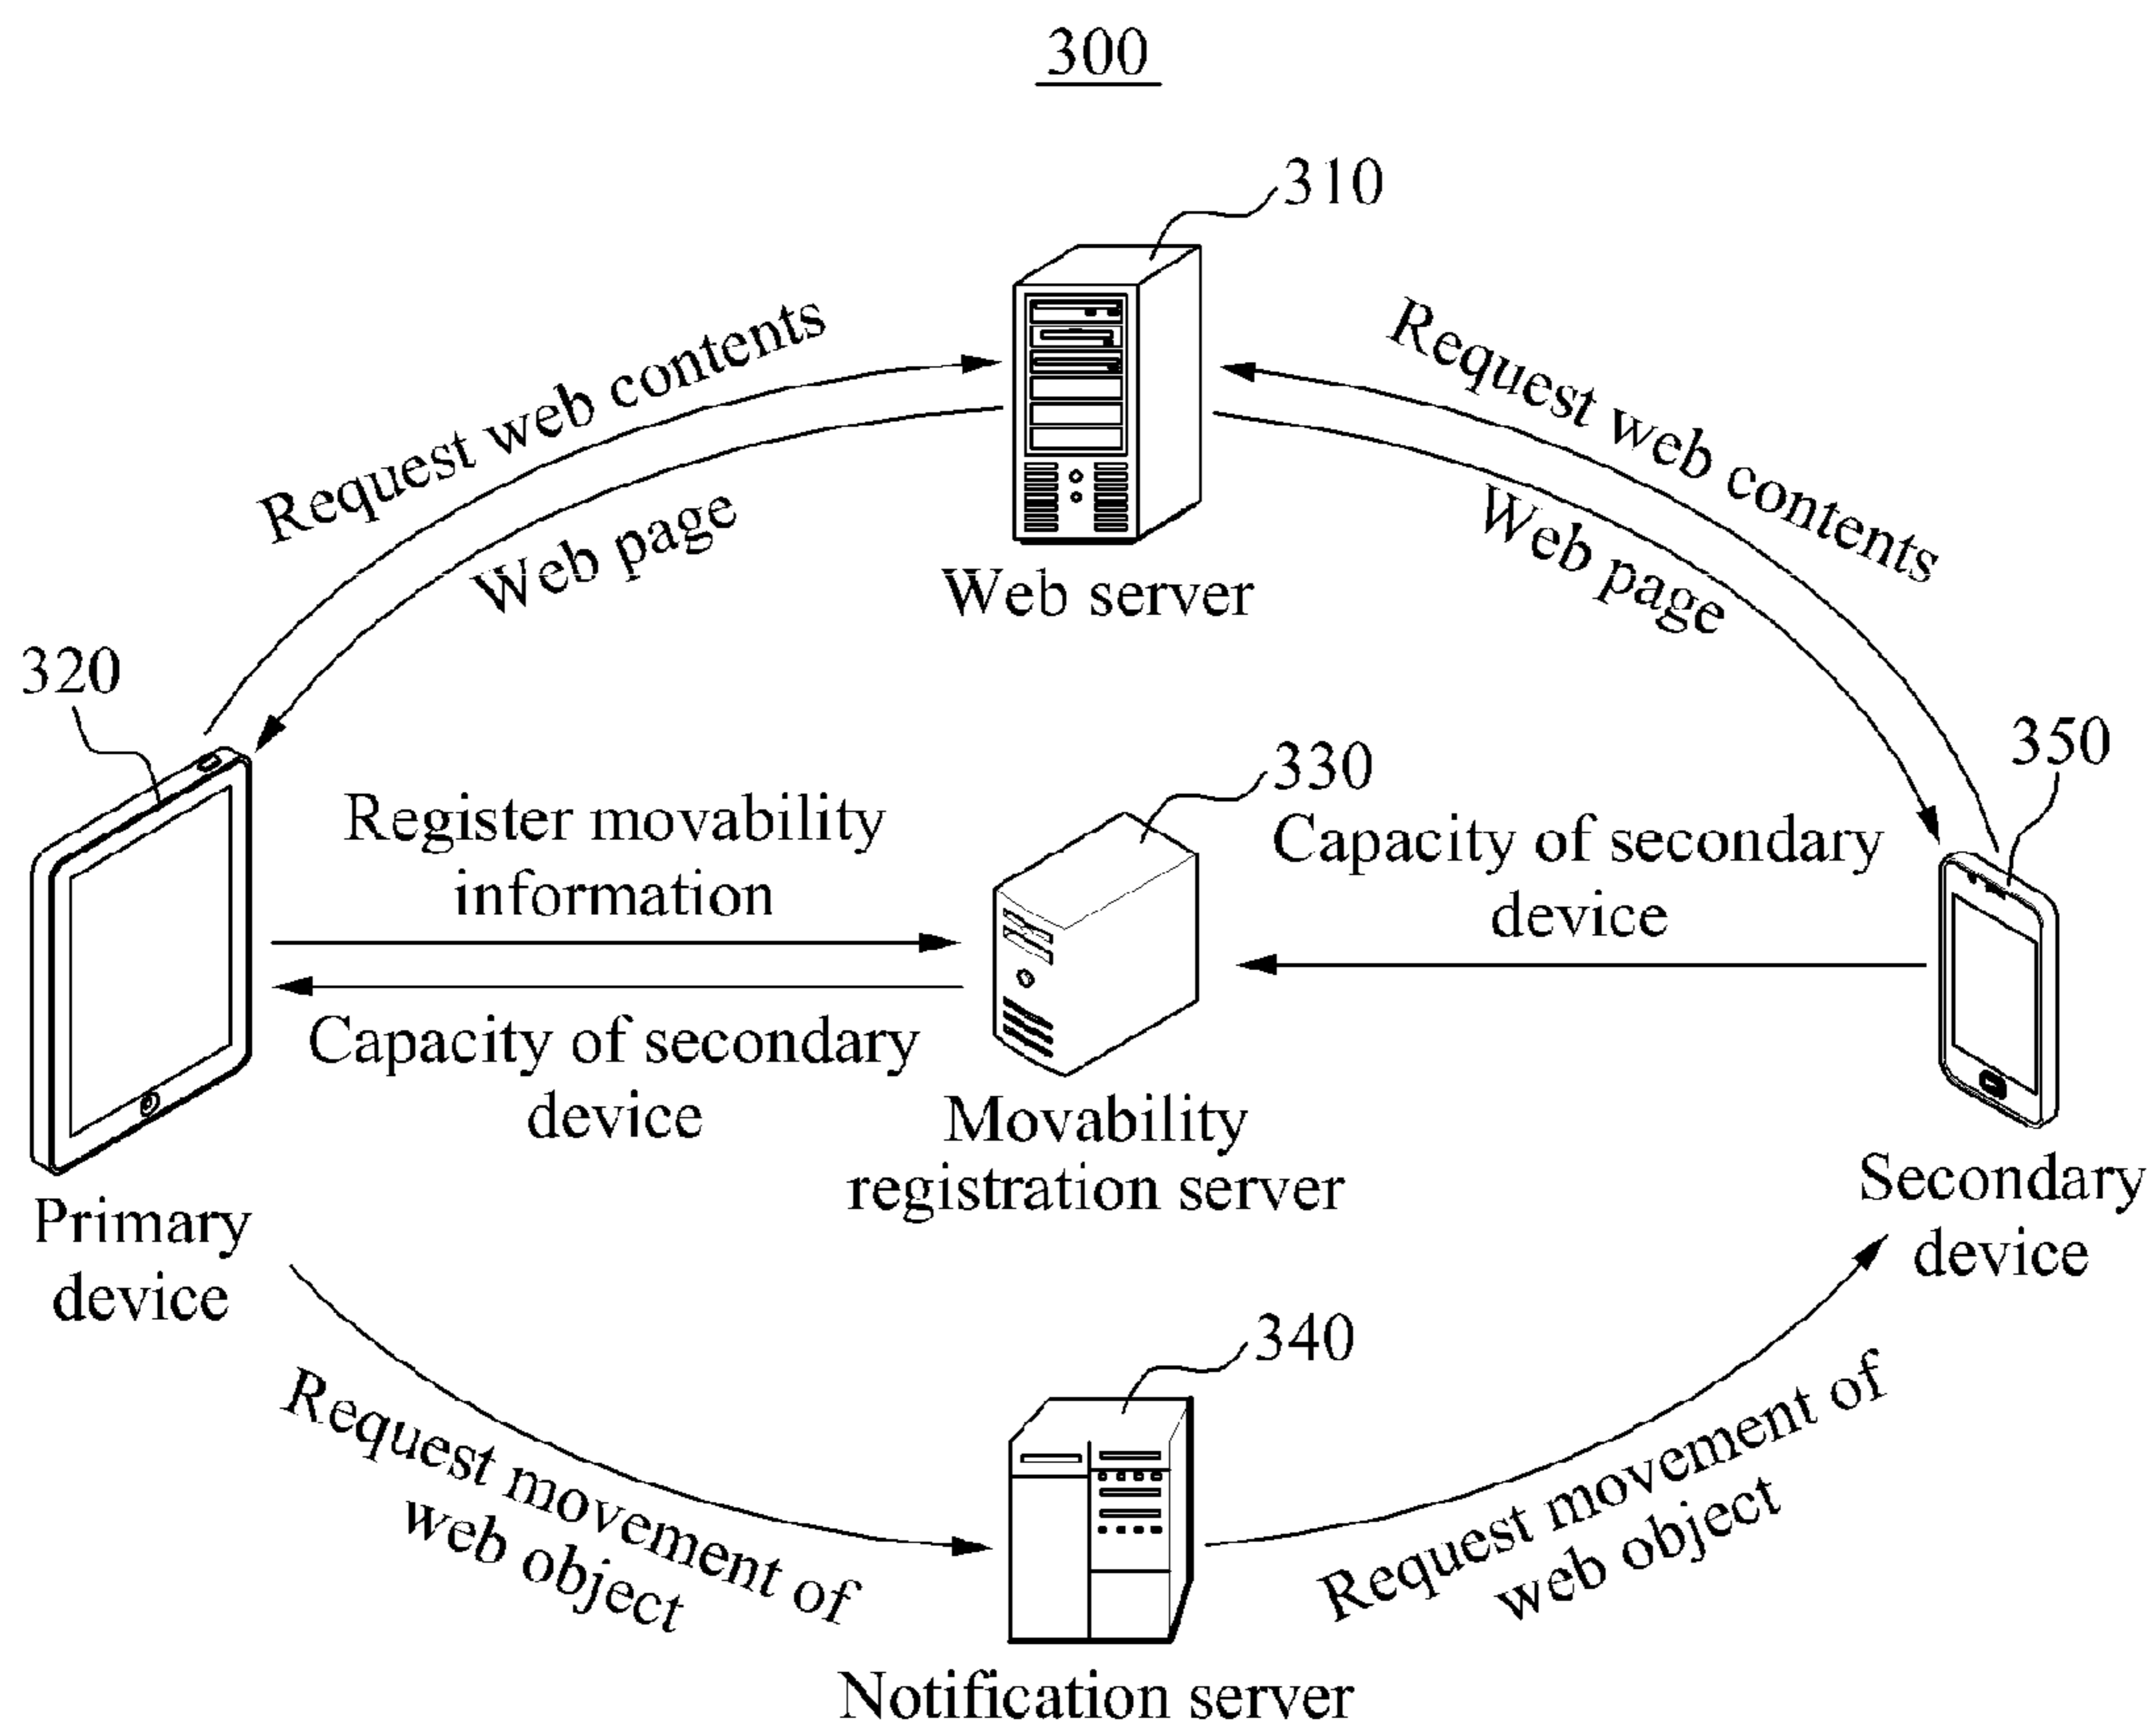 300
310
Request web contents
Request web contents
Web page
Web page
Web server
320
350
330
Register movability
information
Capacity of secondary
device
Capacity of secondary
device
Movability
registration server
Primary
device
Secondary
device
340
Request movement of
web object
Request movement of
web object
Notification server